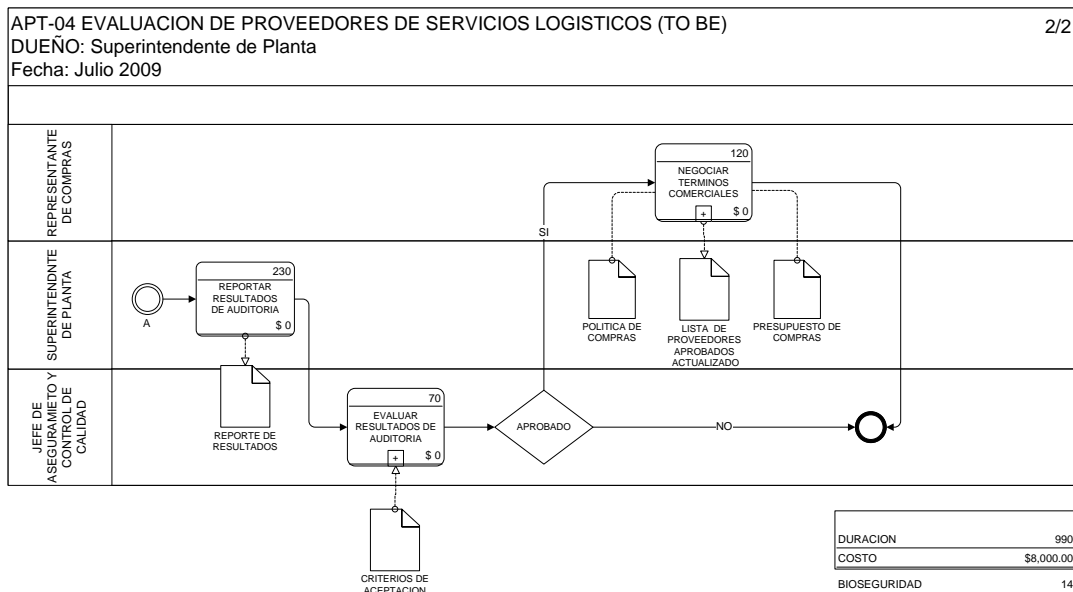 APT-04 EVALUACION DE PROVEEDORES DE SERVICIOS LOGISTICOS (TO BE)
2/2
DUEÑO: Superintendente de Planta
Fecha: Julio 2009
REPRESENTANTE
DE COMPRAS
120
NEGOCIAR
TERMINOS
COMERCIALES
+
$ 0
SI
SUPERINTENDNTE
DE PLANTA
A
230
REPORTAR
RESULTADOS
DE AUDITORIA
$ 0
POLITICA DE
COMPRAS
LISTA DE
PROVEEDORES
APROBADOS
ACTUALIZADO
PRESUPUESTO DE
COMPRAS
JEFE DE
ASEGURAMIETO Y
CONTROL DE
CALIDAD
REPORTE DE
RESULTADOS
70
EVALUAR
RESULTADOS DE
AUDITORIA
+
$ 0
APROBADO
NO
CRITERIOS DE
ACEPTACION
DURACION 990
COSTO $8,000.00
BIOSEGURIDAD 14